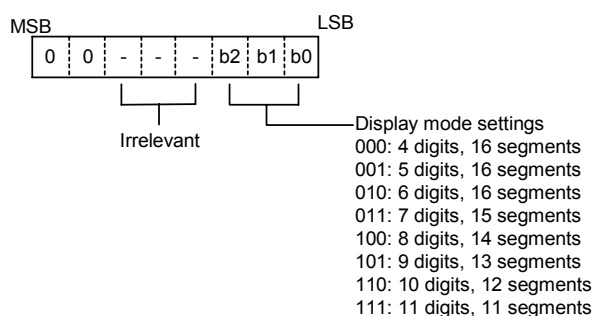 MSB LSB
0 0 - - - b2 b1 b0
Irrelevant
Display mode settings
000: 4 digits, 16 segments
001: 5 digits, 16 segments
010: 6 digits, 16 segments
011: 7 digits, 15 segments
100: 8 digits, 14 segments
101: 9 digits, 13 segments
110: 10 digits, 12 segments
111: 11 digits, 11 segments